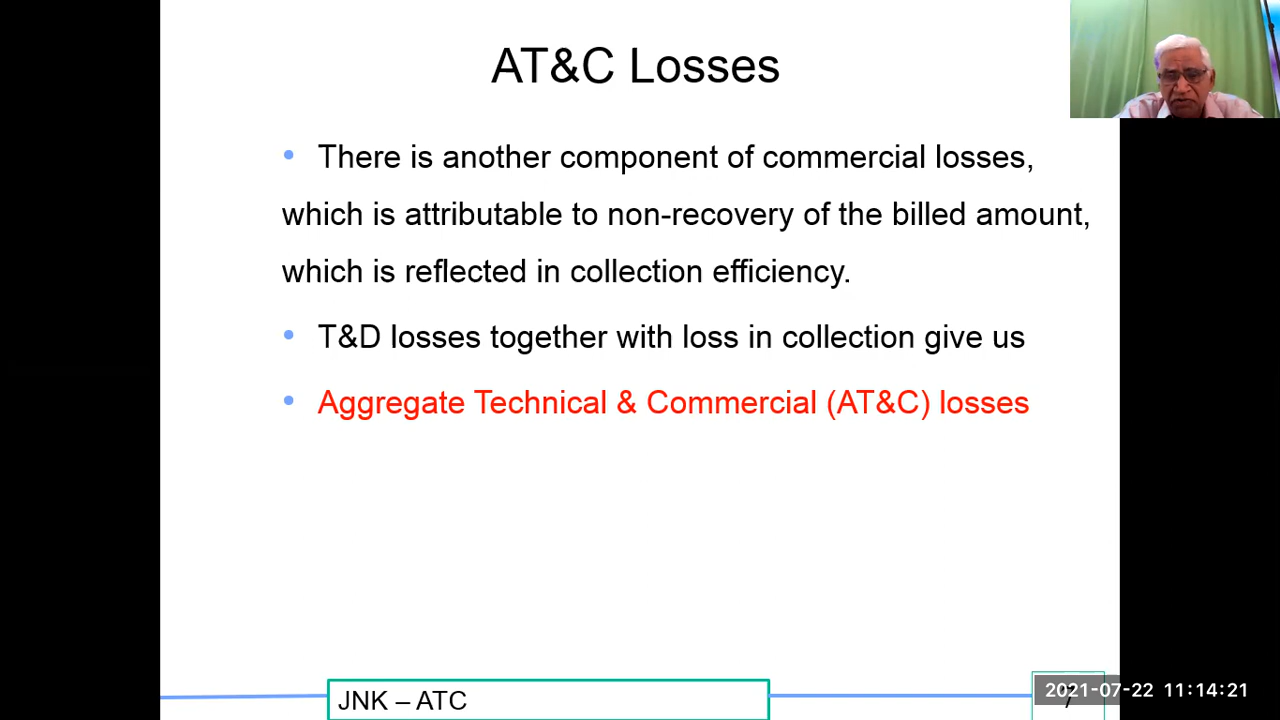 AT&C Losses
• There is another component of commercial losses,
which is attributable to non-recovery of the billed amount,
which is reflected in collection efficiency.
• T&D losses together with loss in collection give us
• Aggregate Technical & Commercial (AT&C) losses
JNK – ATC
7
2021-07-22 11:14:21